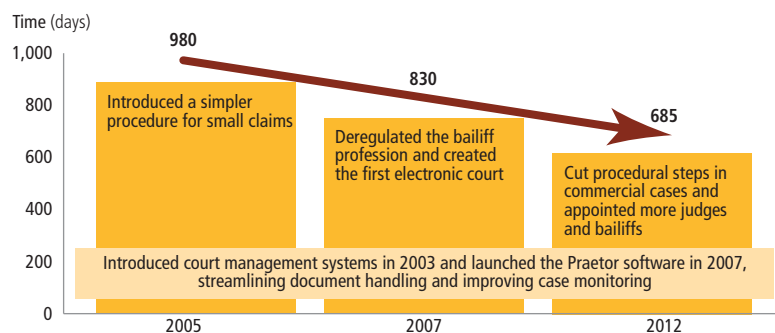 Time (days)
980
1,000
830
800
Introduced a simpler
procedure for small claims
685
Deregulated the bailiff
profession and created
the first electronic court
600
Cut procedural steps in
commercial cases and
appointed more judges
and bailiffs
400
200
Introduced court management systems in 2003 and launched the Praetor software in 2007,
streamlining document handling and improving case monitoring
0
2005
2007
2012